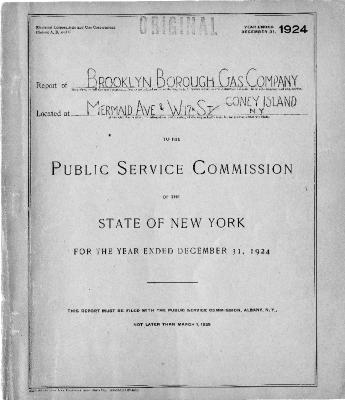 ORIGINAL
YEAR ENDED
DECEMBER 31, 1924
Report of BROOKLYN BOROUGH GAS COMPANY
Located at MERMAID AVE & W. 17th ST CONEY ISLAND
N Y
TO THE
PUBLIC SERVICE COMMISSION
OF THE
STATE OF NEW YORK
FOR THE YEAR ENDED DECEMBER 31, 1924
THIS REPORT MUST BE FILED WITH THE PUBLIC SERVICE COMMISSION, ALBANY, N.Y.,
NOT LATER THAN MARCH 1, 1925